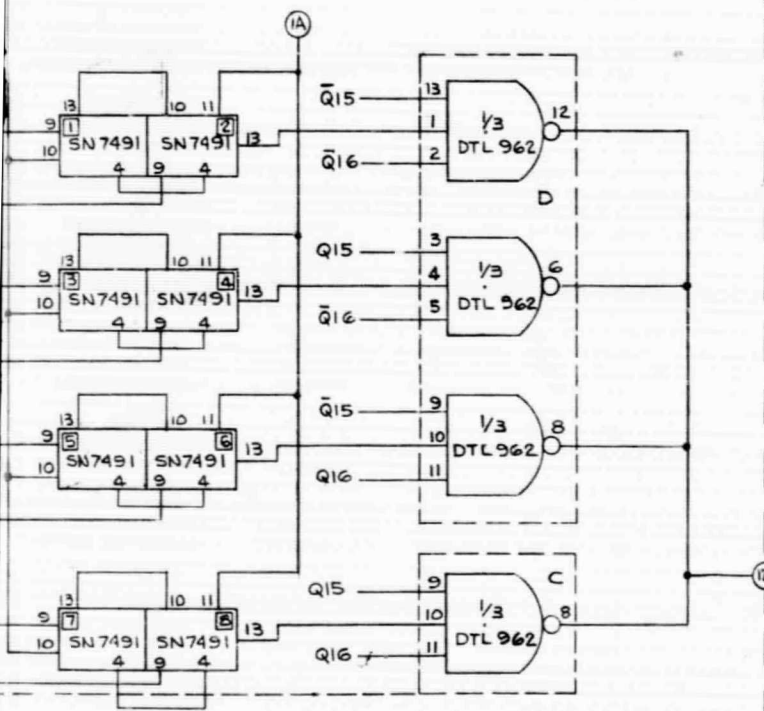 1A
13 10 11
9 1 SN7491 SN7491 2 13
10 4 9 4
Q̅15 13
1 1/3 DTL 962 12
Q̅16 2
D
13 10 11
9 3 SN7491 SN7491 4 13
10 4 9 4
Q15 3
4 1/3 DTL 962 6
Q̅16 5
13 10 11
9 5 SN7491 SN7491 6 13
10 4 9 4
Q̅15 9
10 1/3 DTL 962 8
Q16 11
13 10 11
9 7 SN7491 SN7491 8 13
10 4 9 4
Q15 9 C
10 1/3 DTL 962 8
Q16 11